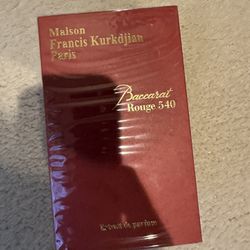 Maison
Francis Kurkdjian
Paris
Baccarat
Rouge 540
Extrait de parfum